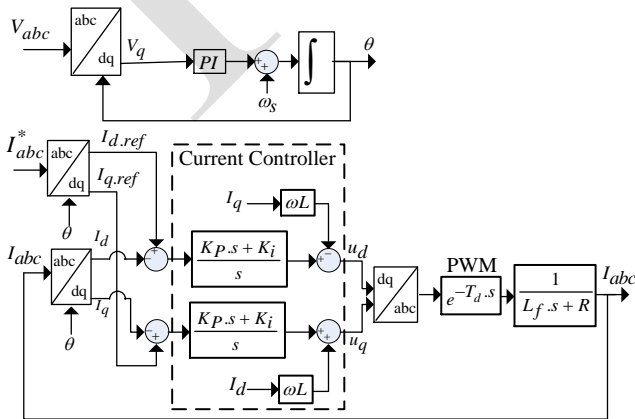 V_abc
abc
dq
V_q
PI
+
+
ω_s
∫
θ
I*_abc
abc
dq
I_d.ref
I_q.ref
θ
Current Controller
I_q
ωL
I_abc
abc
dq
I_d
I_q
θ
+
-
K_P.s+K_i
s
+
-
u_d
-
+
K_P.s+K_i
s
+
+
u_q
I_d
ωL
dq
abc
PWM
e^{-T_d.s}
1
L_f.s+R
I_abc